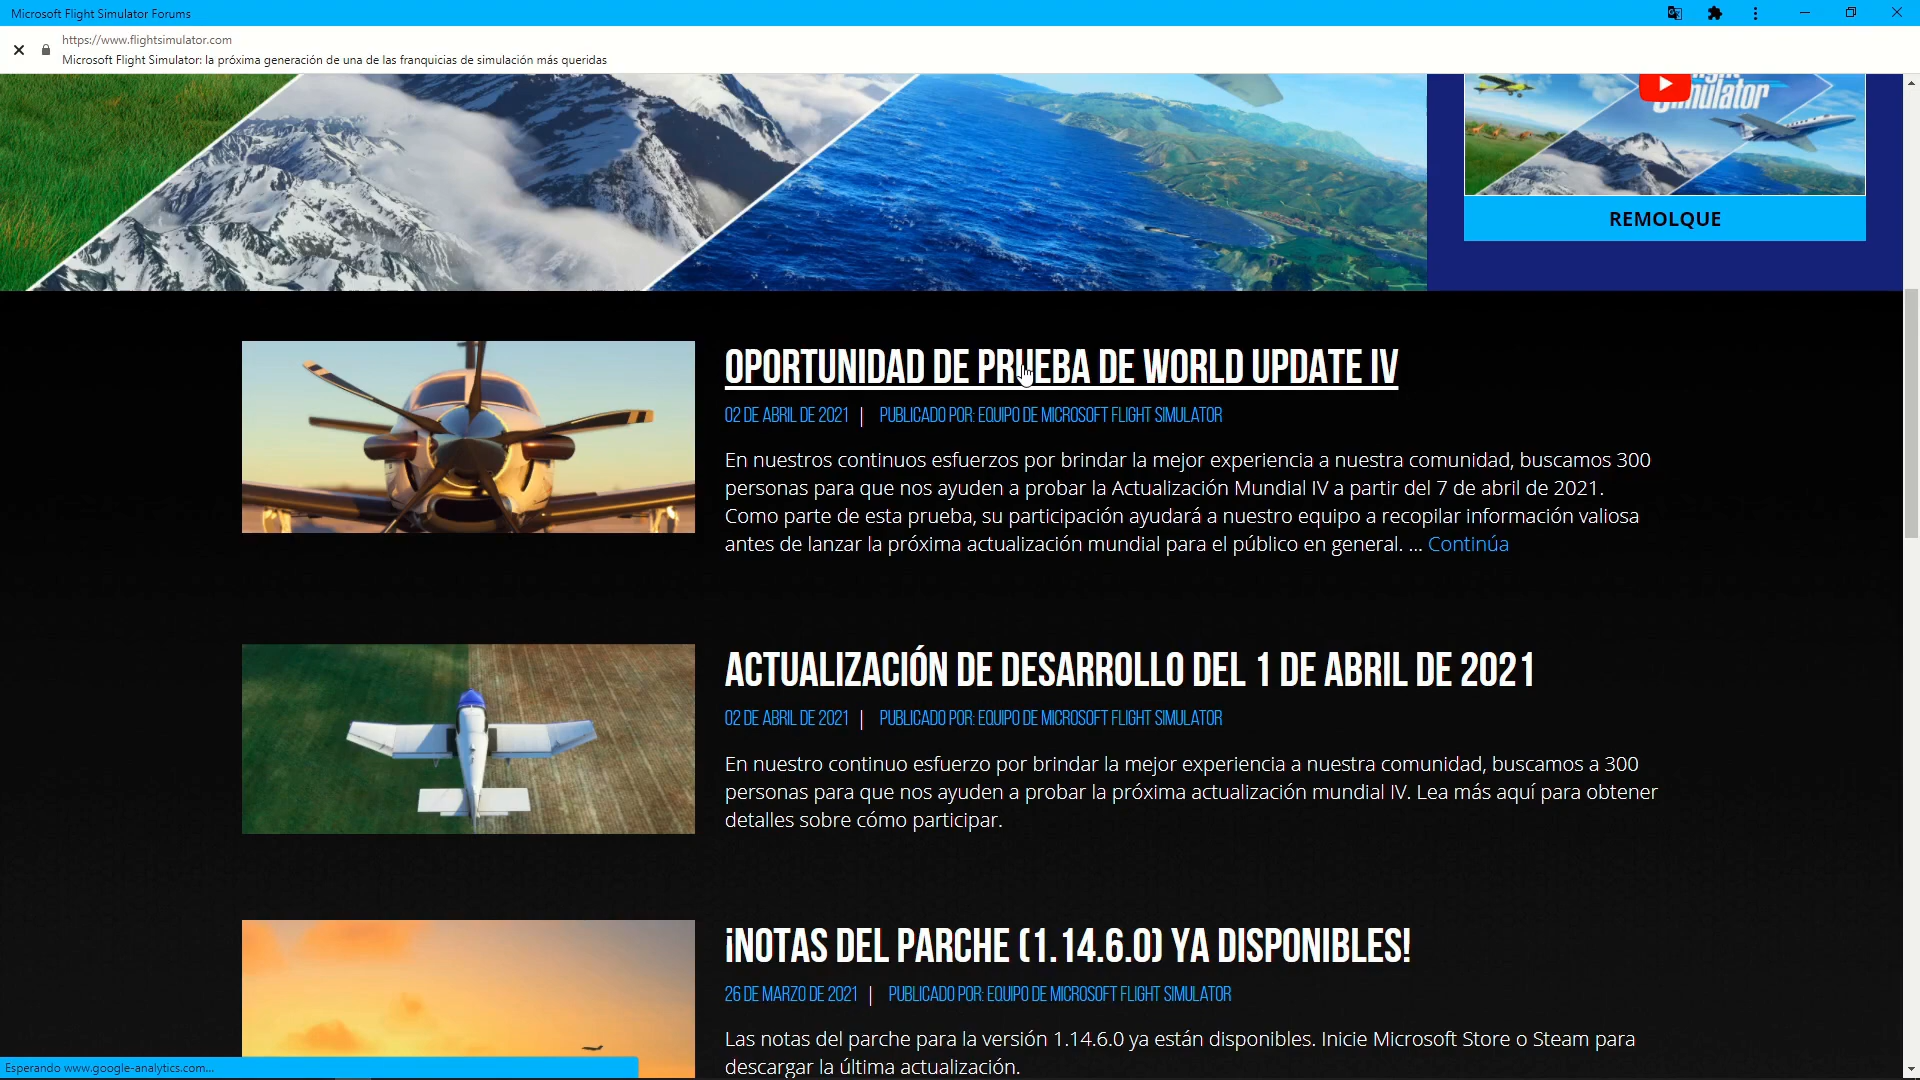 Microsoft Flight Simulator Forums
https://www.flightsimulator.com
Microsoft Flight Simulator: la próxima generación de una de las franquicias de simulación más queridas
REMOLQUE
OPORTUNIDAD DE PRUEBA DE WORLD UPDATE IV
02 DE ABRIL DE 2021 | PUBLICADO POR: EQUIPO DE MICROSOFT FLIGHT SIMULATOR
En nuestros continuos esfuerzos por brindar la mejor experiencia a nuestra comunidad, buscamos 300
personas para que nos ayuden a probar la Actualización Mundial IV a partir del 7 de abril de 2021.
Como parte de esta prueba, su participación ayudará a nuestro equipo a recopilar información valiosa
antes de lanzar la próxima actualización mundial para el público en general. ... Continúa
ACTUALIZACIÓN DE DESARROLLO DEL 1 DE ABRIL DE 2021
02 DE ABRIL DE 2021 | PUBLICADO POR: EQUIPO DE MICROSOFT FLIGHT SIMULATOR
En nuestro continuo esfuerzo por brindar la mejor experiencia a nuestra comunidad, buscamos a 300
personas para que nos ayuden a probar la próxima actualización mundial IV. Lea más aquí para obtener
detalles sobre cómo participar.
¡NOTAS DEL PARCHE (1.14.6.0) YA DISPONIBLES!
26 DE MARZO DE 2021 | PUBLICADO POR: EQUIPO DE MICROSOFT FLIGHT SIMULATOR
Las notas del parche para la versión 1.14.6.0 ya están disponibles. Inicie Microsoft Store o Steam para
descargar la última actualización.
Esperando www.google-analytics.com...